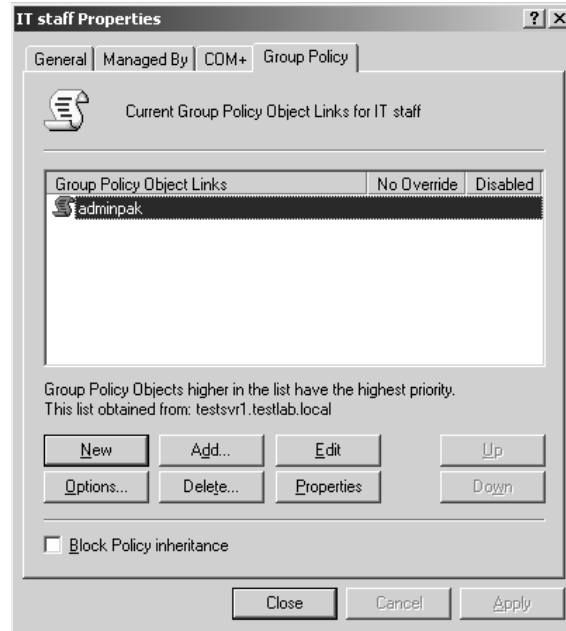 IT staff Properties
General Managed By COM+ Group Policy
Current Group Policy Object Links for IT staff
Group Policy Object Links No Override Disabled
adminpak
Group Policy Objects higher in the list have the highest priority.
This list obtained from: testsvr1.testlab.local
New Add... Edit Up
Options... Delete... Properties Down
Block Policy inheritance
Close Cancel Apply